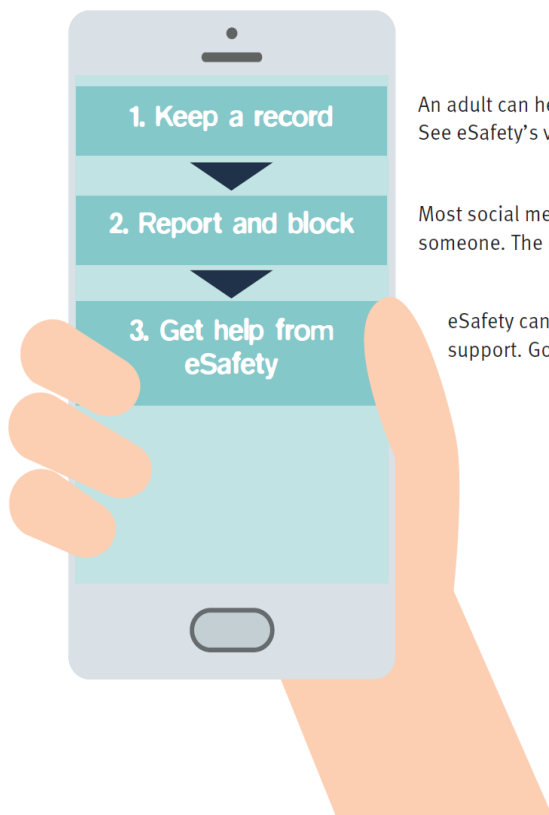 1. Keep a record
An adult can he
See eSafety's v
2. Report and block
Most social me
someone. The
3. Get help from
eSafety
eSafety can
support. Go